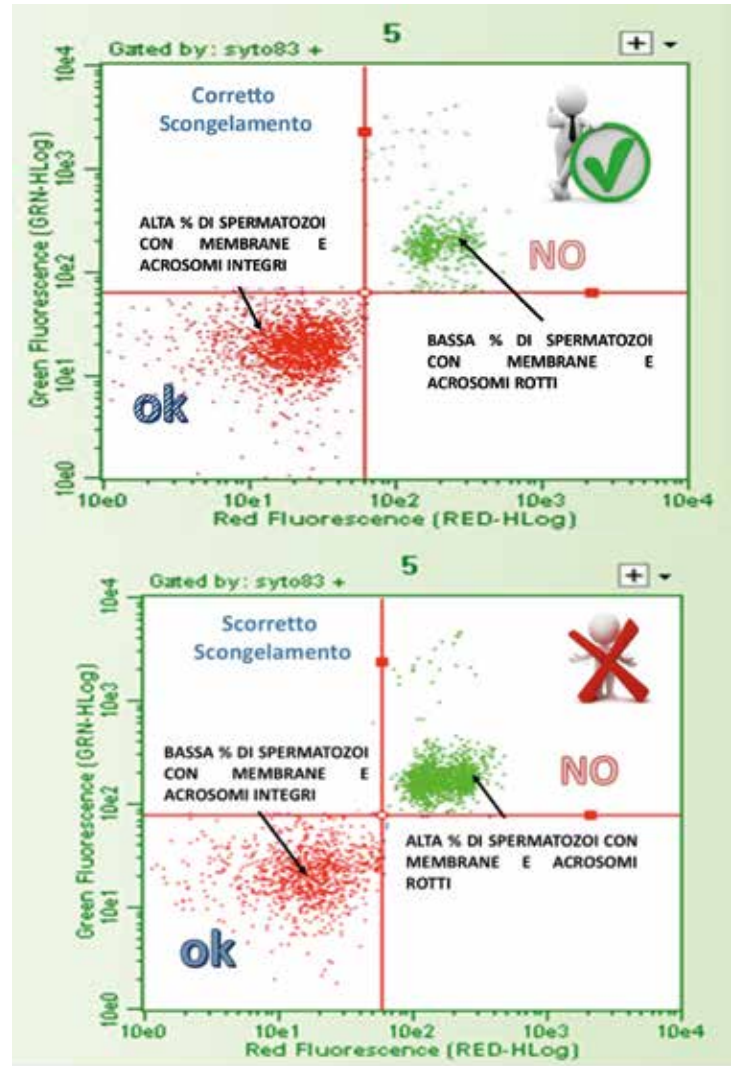 5
Gated by: syto83 +
Corretto
Scongelamento
ALTA % DI SPERMATOZOI
CON MEMBRANE E
ACROSOMI INTEGRI
NO
BASSA % DI SPERMATOZOI
CON MEMBRANE E
ACROSOMI ROTTI
ok
Green Fluorescence (GRN-HLog)
10e4
10e3
10e2
10e1
10e0
10e0 10e1 10e2 10e3 10e4
Red Fluorescence (RED-HLog)
5
Gated by: syto83 +
Scorretto
Scongelamento
BASSA % DI SPERMATOZOI
CON MEMBRANE E
ACROSOMI INTEGRI
NO
ALTA % DI SPERMATOZOI CON
MEMBRANE E ACROSOMI
ROTTI
ok
Green Fluorescence (GRN-HLog)
10e4
10e3
10e2
10e1
10e0
10e0 10e1 10e2 10e3 10e4
Red Fluorescence (RED-HLog)